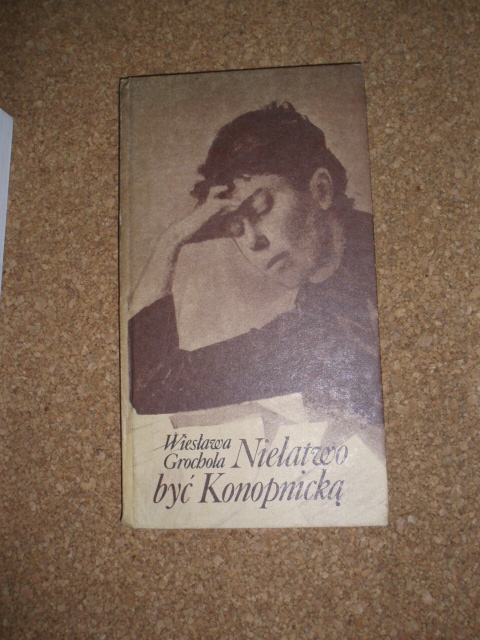 Wiesława
Grochola Niełatwo
być Konopnicką